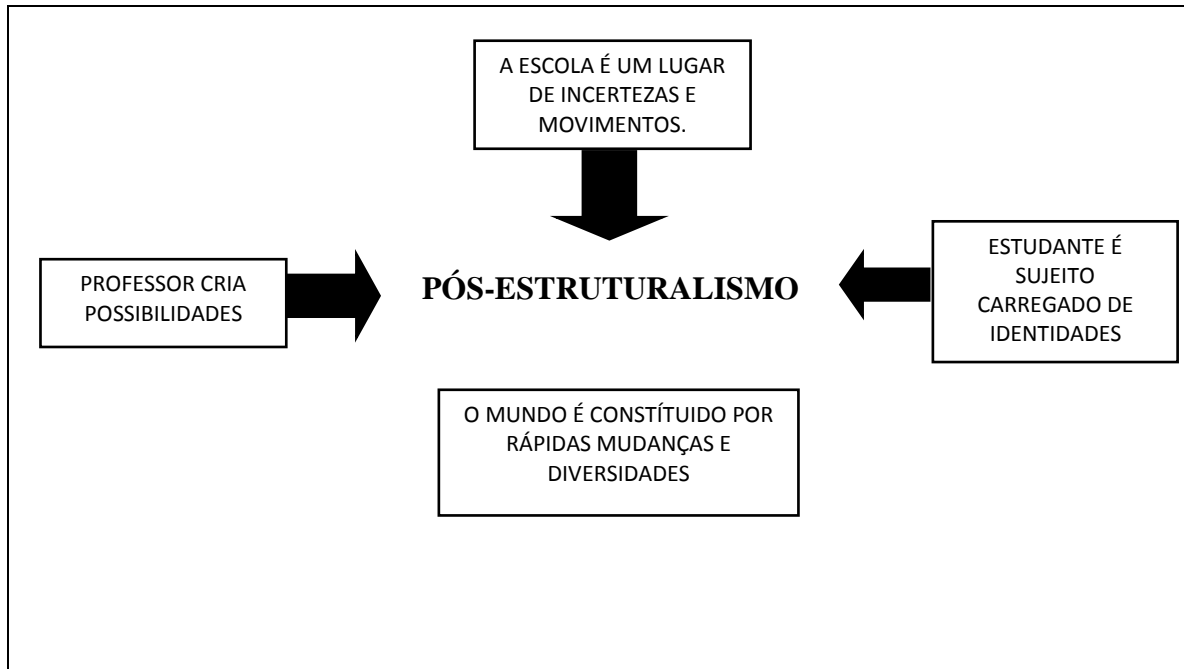 A ESCOLA É UM LUGAR
DE INCERTEZAS E
MOVIMENTOS.
PROFESSOR CRIA
POSSIBILIDADES
PÓS-ESTRUTURALISMO
ESTUDANTE É
SUJEITO
CARREGADO DE
IDENTIDADES
O MUNDO É CONSTÍTUIDO POR
RÁPIDAS MUDANÇAS E
DIVERSIDADES